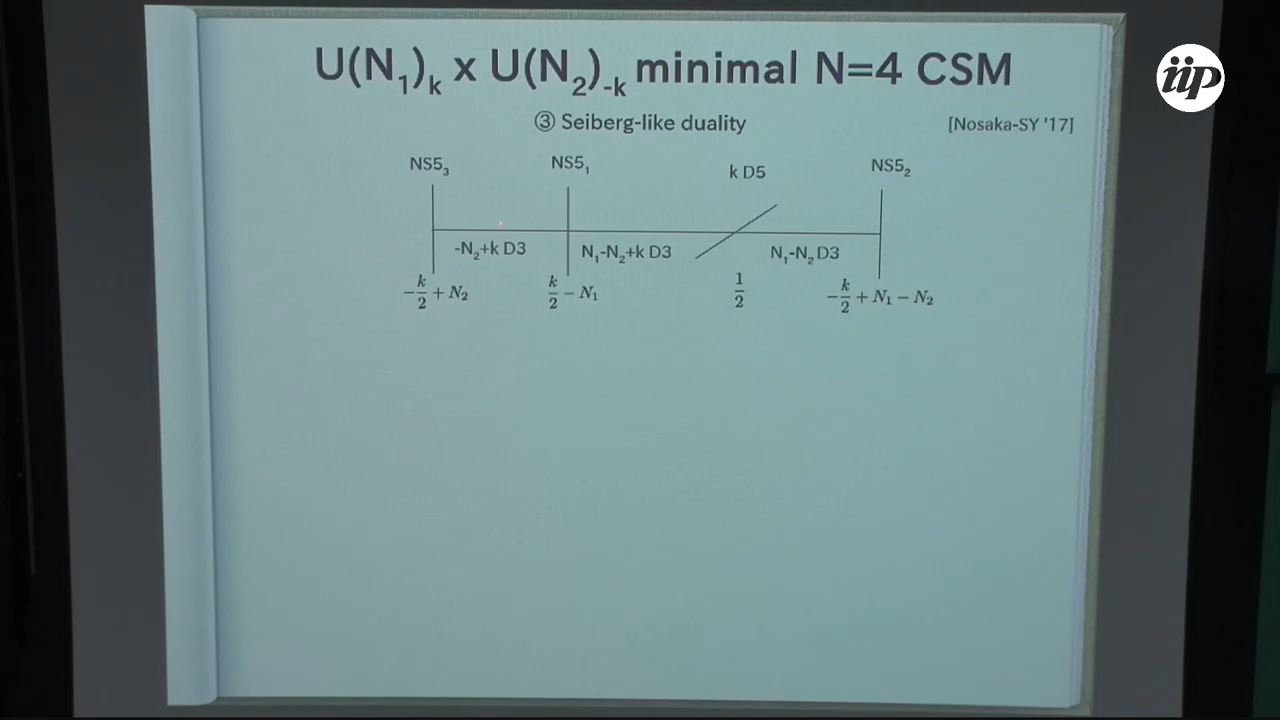 U(N₁)ₖ x U(N₂)₋ₖ minimal N=4 CSM
③ Seiberg-like duality
[Nosaka-SY '17]
NS5₃
NS5₁
k D5
NS5₂
-N₂+k D3
N₁-N₂+k D3
N₁-N₂ D3
-k/2 + N₂
k/2 - N₁
1/2
-k/2 + N₁ - N₂
iip